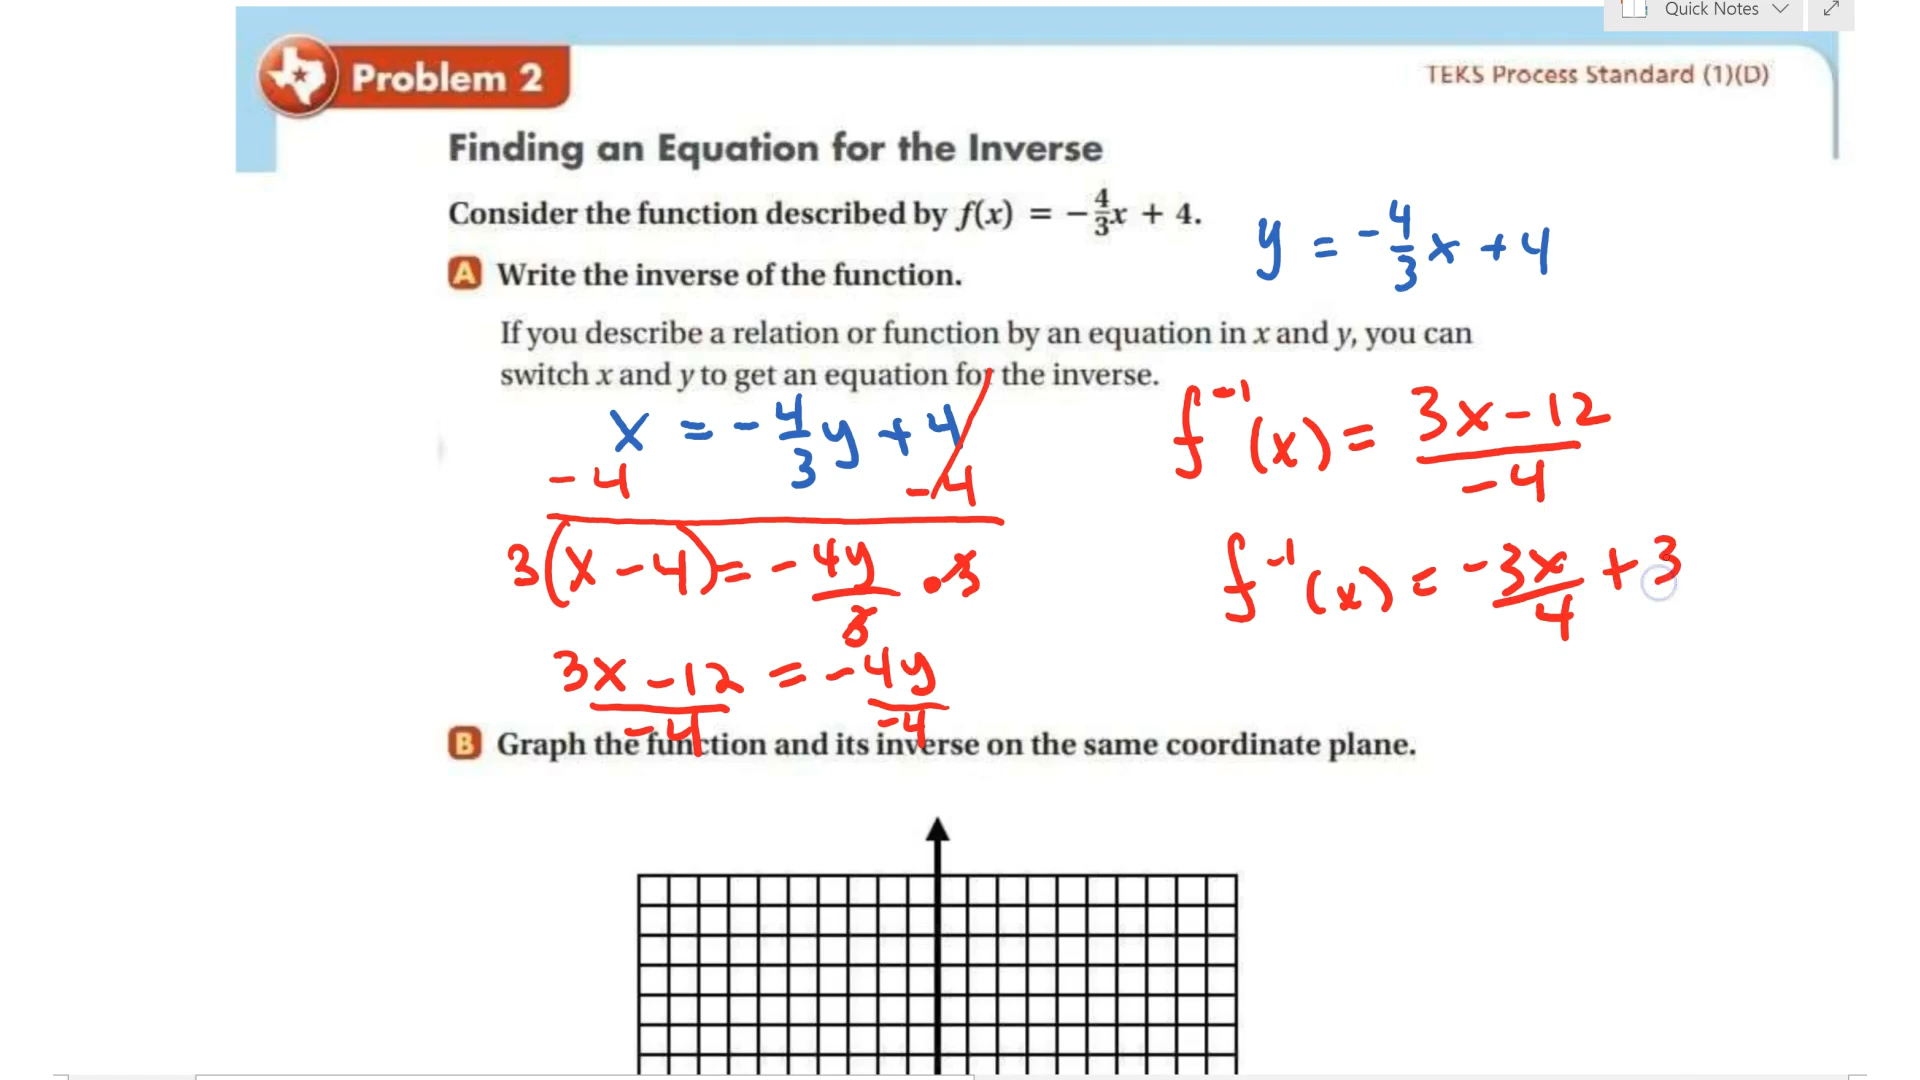 Quick Notes
Problem 2
TEKS Process Standard (1)(D)
Finding an Equation for the Inverse
Consider the function described by f(x) = −4/3x + 4.
y = -4/3 x + 4
A Write the inverse of the function.
If you describe a relation or function by an equation in x and y, you can
switch x and y to get an equation for the inverse.
x = -4/3 y + 4
-4 -4
3(x - 4) = -4y/3 • 3
3x - 12 = -4y
-4 -4
f⁻¹(x) = 3x - 12/-4
f⁻¹(x) = -3x/4 + 3
B Graph the function and its inverse on the same coordinate plane.